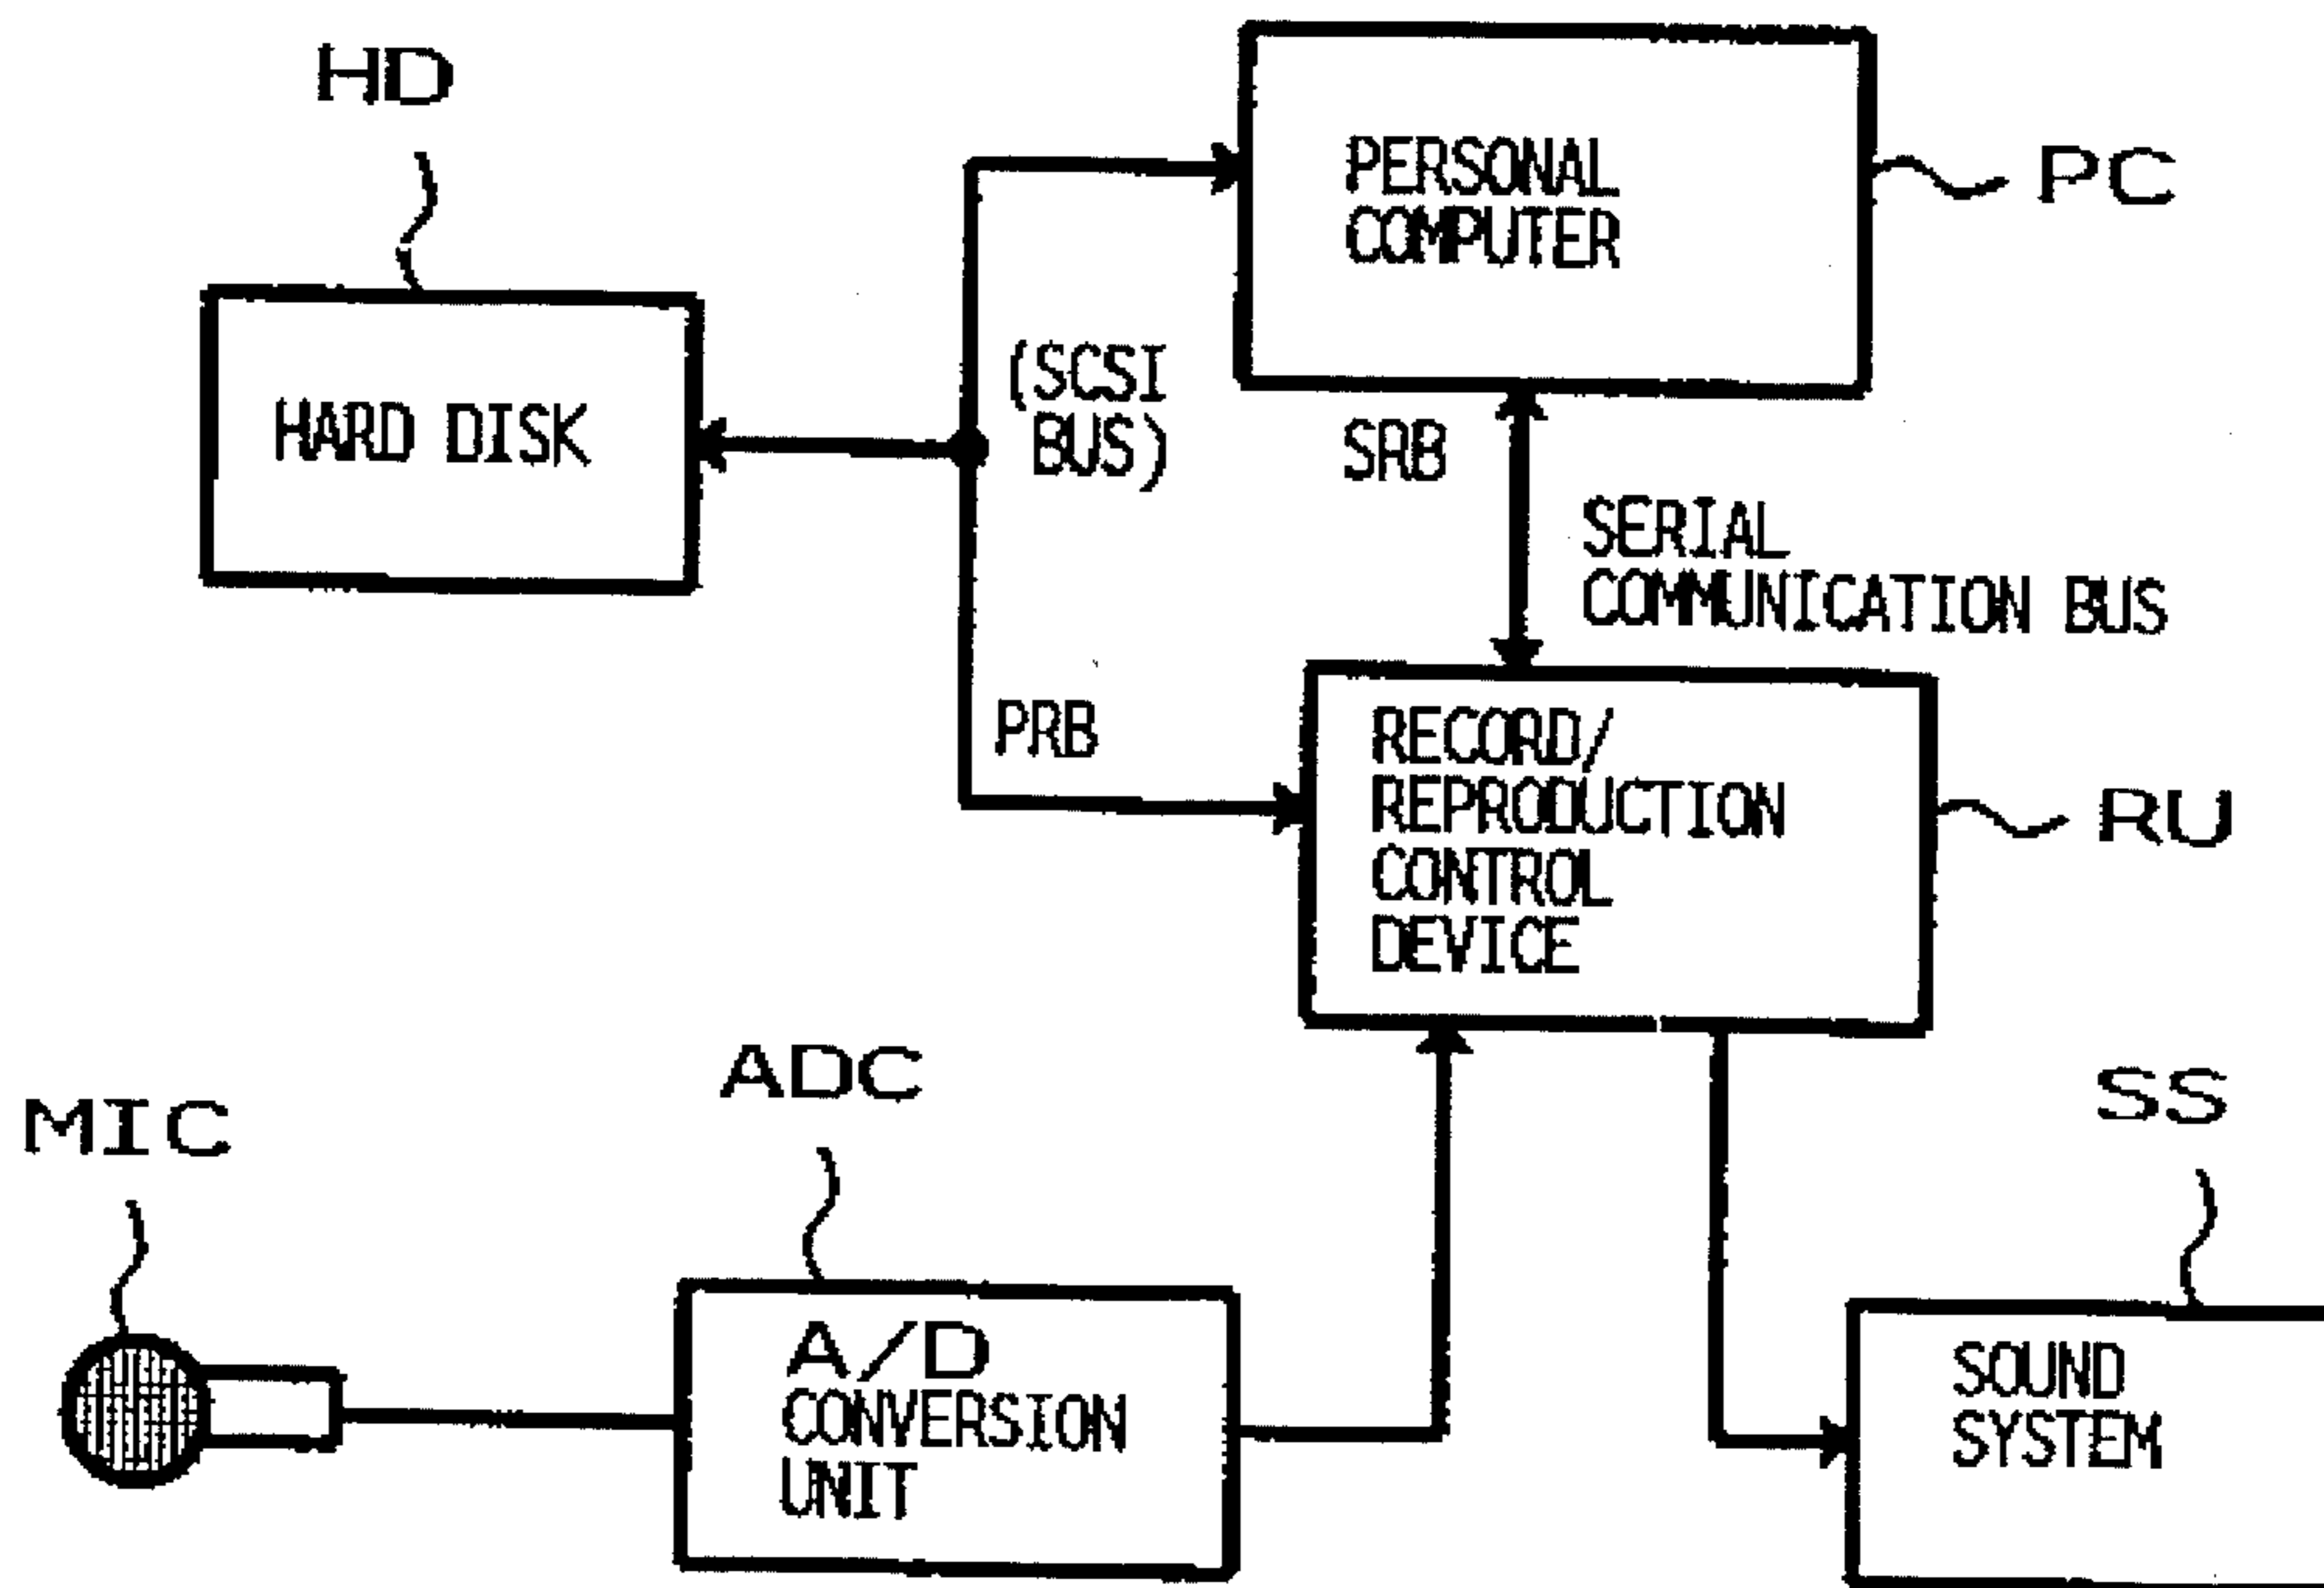 HD
PERSONAL
COMPUTER
PC
HARD DISK
(SCSI
BUS)
SRB
SERIAL
COMMUNICATION BUS
PRB
RECORD/
REPRODUCTION
CONTROL
DEVICE
RU
MIC
ADC
SS
A/D
CONVERSION
UNIT
SOUND
SYSTEM